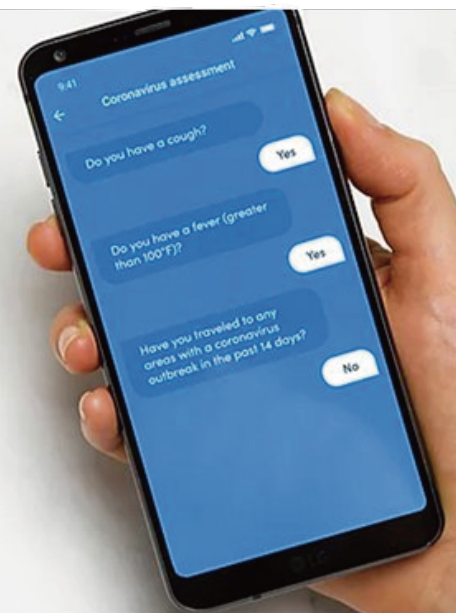 9:41
Coronavirus assessment
Do you have a cough?
Yes
Do you have a fever (greater
than 100°F)?
Yes
Have you traveled to any
areas with a coronavirus
outbreak in the past 14 days?
No
LG